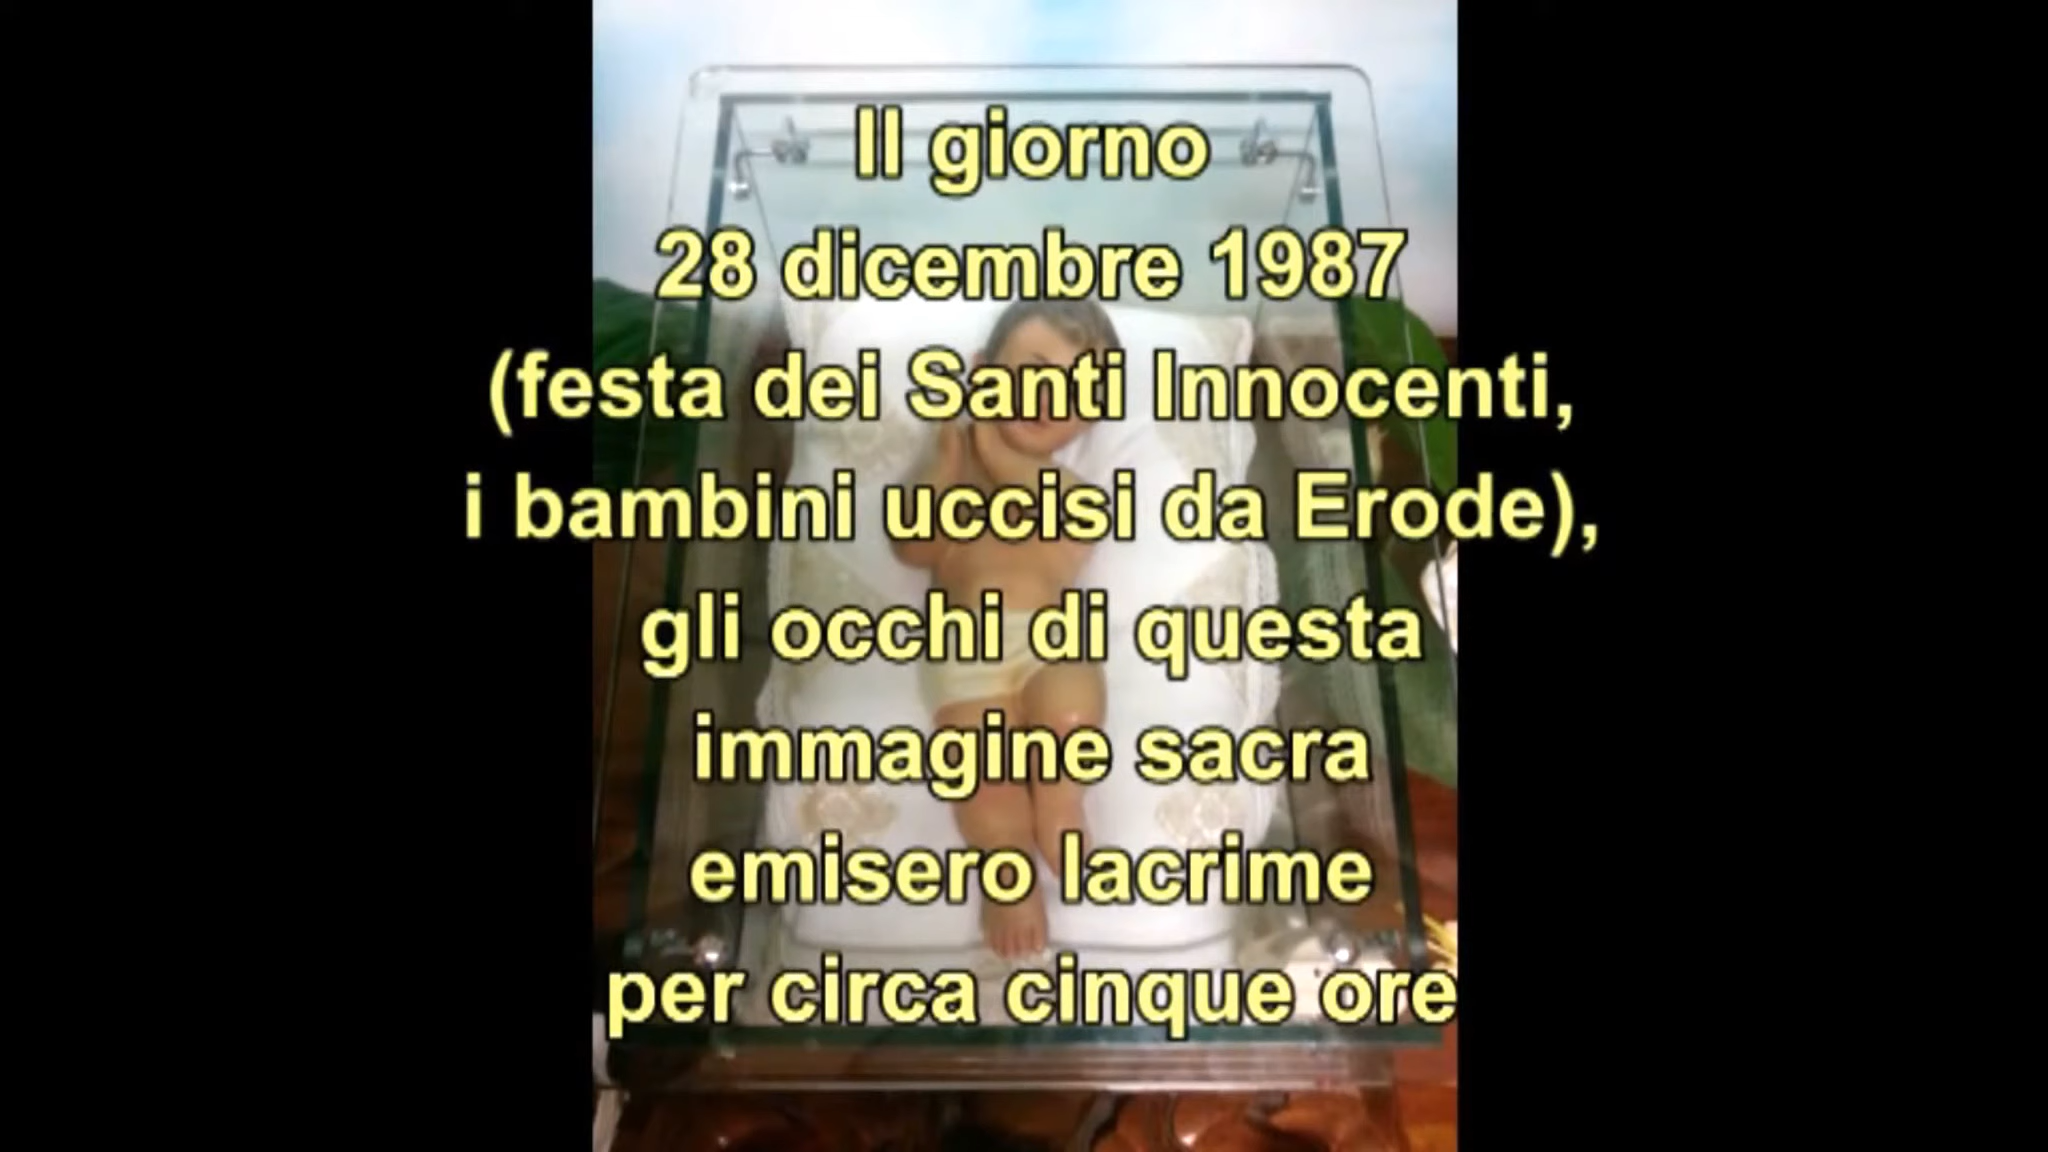 Il giorno
28 dicembre 1987
(festa dei Santi Innocenti,
i bambini uccisi da Erode),
gli occhi di questa
immagine sacra
emisero lacrime
per circa cinque ore